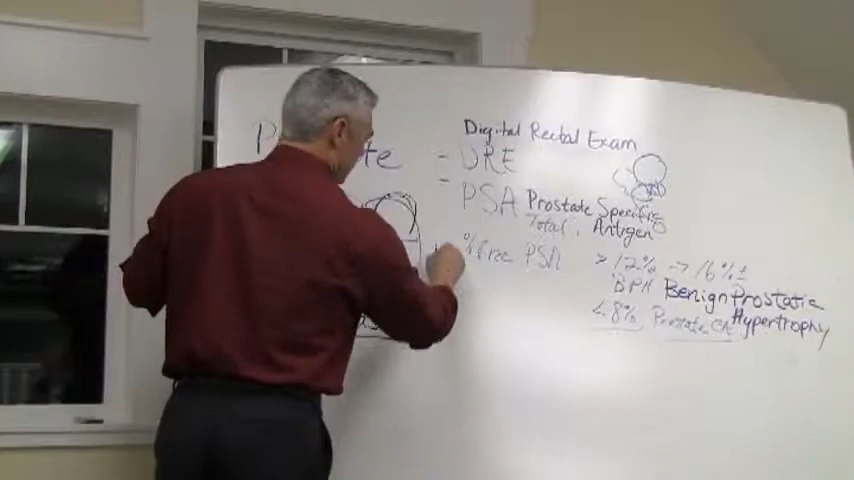 Digital Rectal Exam
- DRE
- PSA Prostate Specific
Total, Antigen
% Free PSA > 12% → 16% ±
BPH Benign Prostatic
< 8% Prostate CA Hypertrophy